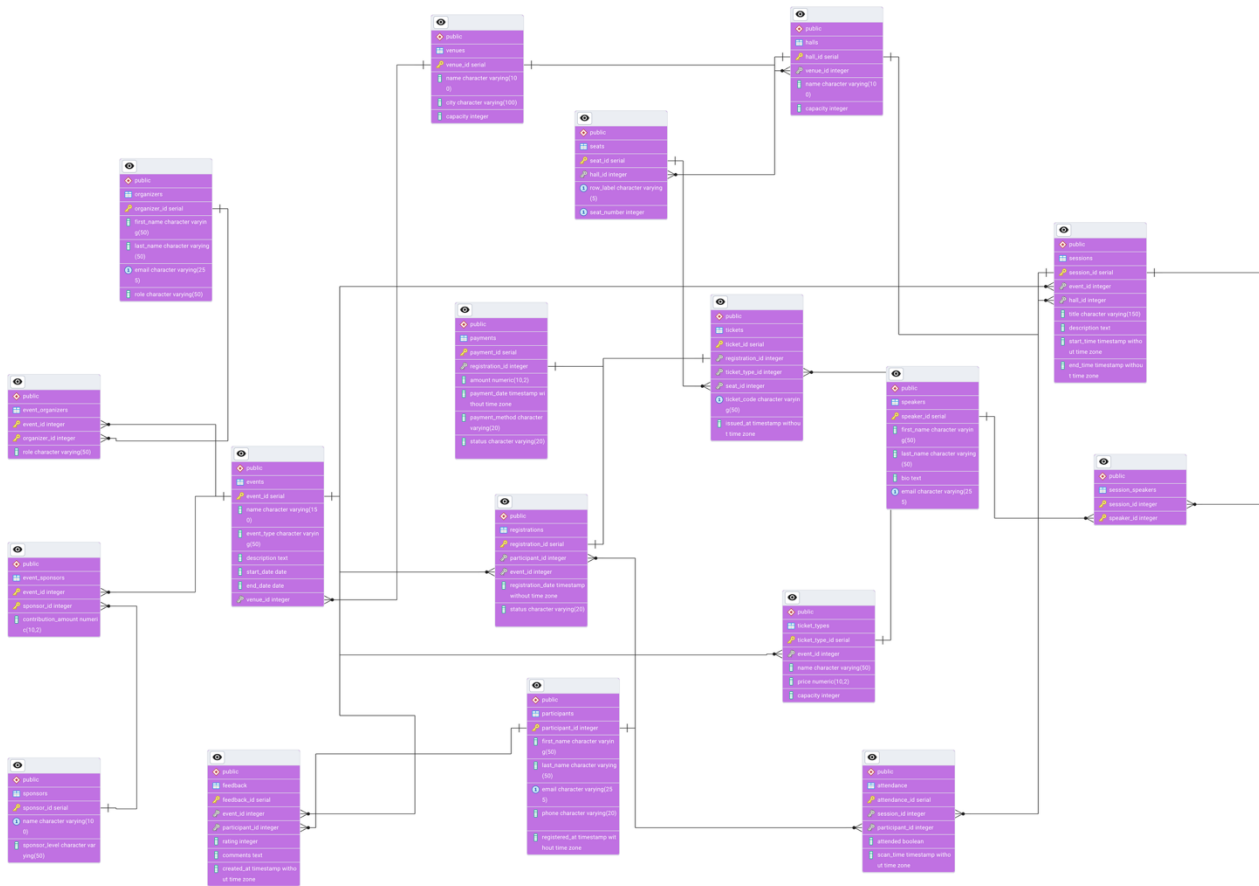 public
venues
venue_id serial
name character varying(10
0)
city character varying(100)
capacity integer
public
halls
hall_id serial
venue_id integer
name character varying(10
0)
capacity integer
public
seats
seat_id serial
hall_id integer
row_label character varying
(5)
seat_number integer
public
organizers
organizer_id serial
first_name character varyin
g(50)
last_name character varying
(50)
email character varying(25
5)
role character varying(50)
public
sessions
session_id serial
event_id integer
hall_id integer
title character varying(150)
description text
start_time timestamp witho
ut time zone
end_time timestamp withou
t time zone
public
payments
payment_id serial
registration_id integer
amount numeric(10,2)
payment_date timestamp wi
thout time zone
payment_method character
varying(20)
status character varying(20)
public
tickets
ticket_id serial
registration_id integer
ticket_type_id integer
seat_id integer
ticket_code character varyin
g(50)
issued_at timestamp withou
t time zone
public
speakers
speaker_id serial
first_name character varyin
g(50)
last_name character varying
(50)
bio text
email character varying(25
5)
public
event_organizers
event_id integer
organizer_id integer
role character varying(50)
public
events
event_id serial
name character varying(15
0)
event_type character varyin
g(50)
description text
start_date date
end_date date
venue_id integer
public
session_speakers
session_id integer
speaker_id integer
public
registrations
registration_id serial
participant_id integer
event_id integer
registration_date timestamp
without time zone
status character varying(20)
public
event_sponsors
event_id integer
sponsor_id integer
contribution_amount numeri
c(10,2)
public
ticket_types
ticket_type_id serial
event_id integer
name character varying(50)
price numeric(10,2)
capacity integer
public
participants
participant_id integer
first_name character varyin
g(50)
last_name character varying
(50)
email character varying(25
5)
phone character varying(20)
registered_at timestamp wit
hout time zone
public
sponsors
sponsor_id serial
name character varying(10
0)
sponsor_level character var
ying(50)
public
feedback
feedback_id serial
event_id integer
participant_id integer
rating integer
comments text
created_at timestamp witho
ut time zone
public
attendance
attendance_id serial
session_id integer
participant_id integer
attended boolean
scan_time timestamp witho
ut time zone